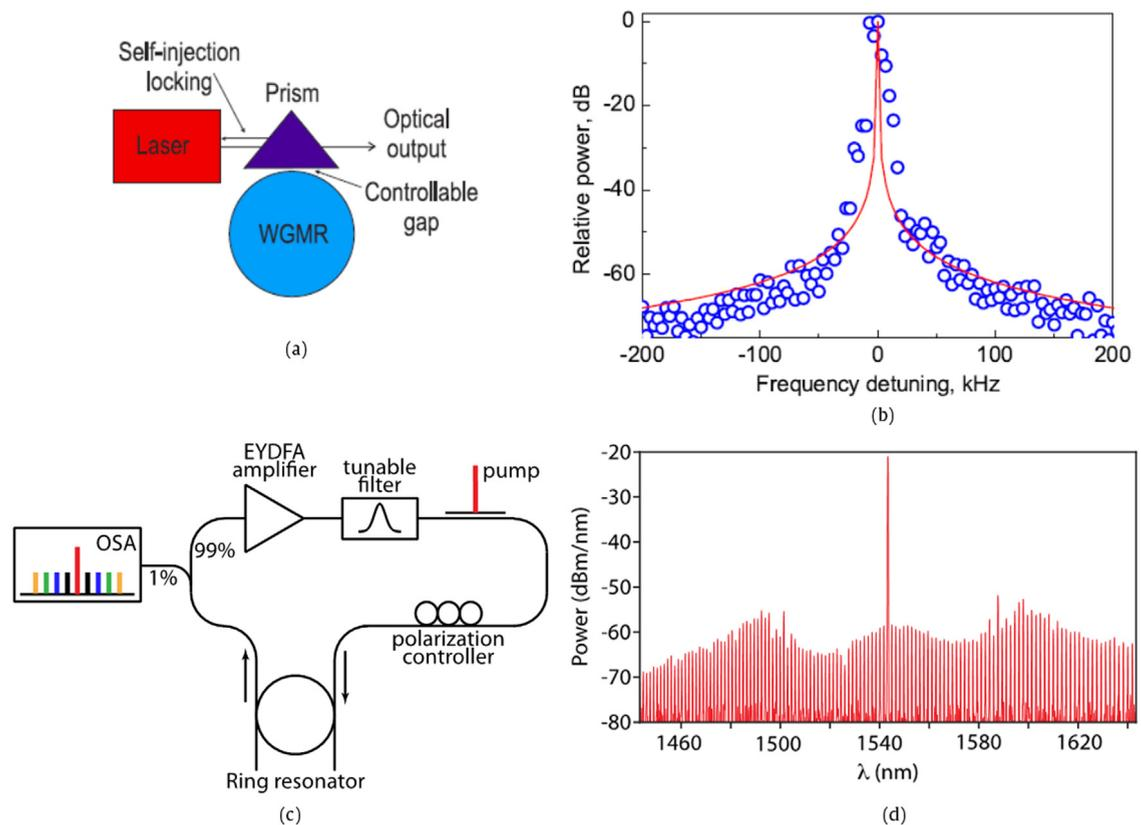 Self-injection
locking
Prism
Laser
Optical
output
Controllable
gap
WGMR
(a)
0
-20
-40
-60
Relative power, dB
-200
-100
0
100
200
Frequency detuning, kHz
(b)
EYDFA
amplifier
tunable
filter
pump
OSA
99%
1%
polarization
controller
Ring resonator
(c)
-20
-30
-40
-50
-60
-70
-80
Power (dBm/nm)
1460
1500
1540
1580
1620
λ (nm)
(d)